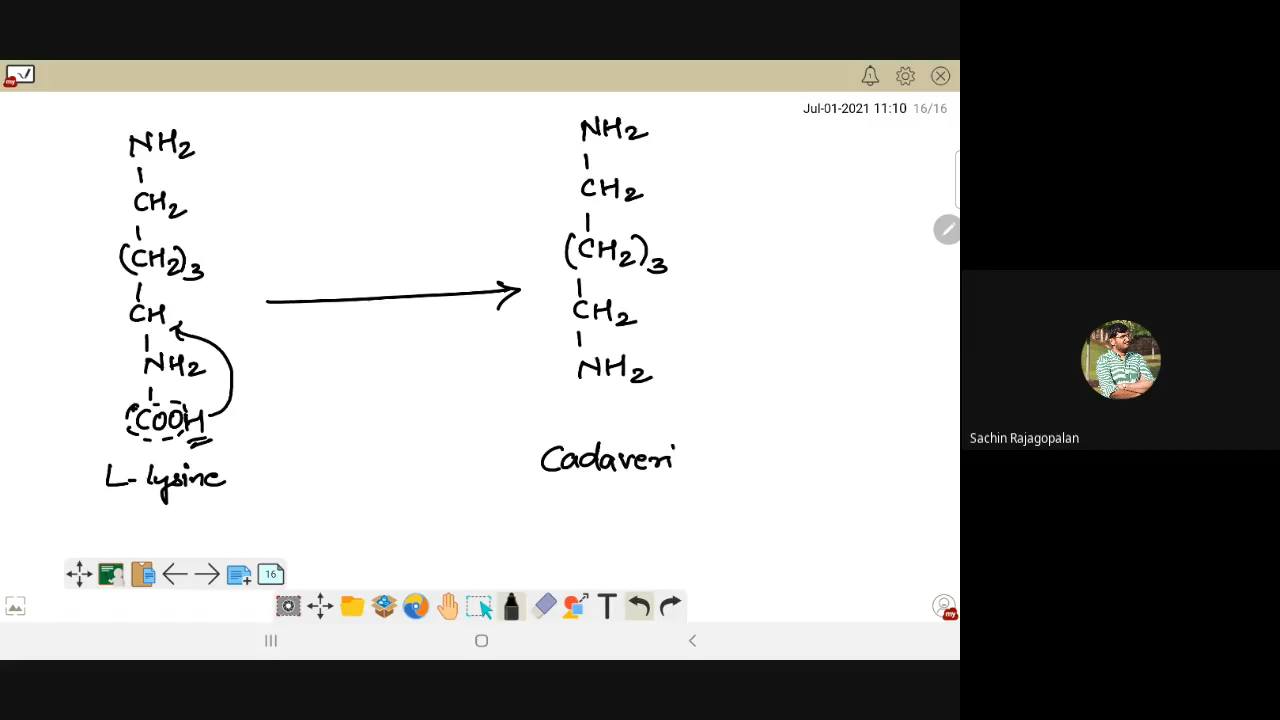 Jul-01-2021 11:10 16/16
NH2
CH2
(CH2)3
CH
NH2
COOH
L-lysine
NH2
CH2
(CH2)3
CH2
NH2
Cadaveri
Sachin Rajagopalan
16
T